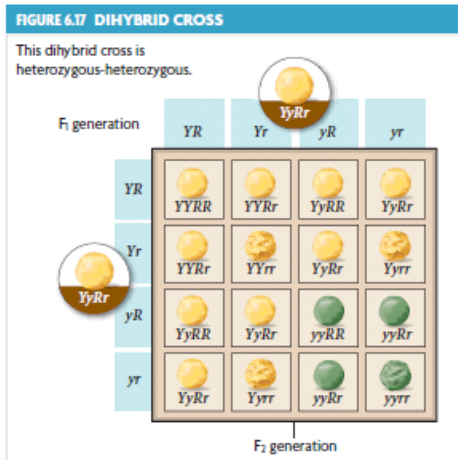 FIGURE 6.17 DIHYBRID CROSS
This dihybrid cross is
heterozygous-heterozygous.
YyRr
F₁ generation
YR Yr yR yr
YR
YYRR YYRr YyRR YyRr
Yr
YYRr YYrr YyRr Yyrr
YyRr
yR
YyRR YyRr yyRR yyRr
yr
YyRr Yyrr yyRr yyrr
F₂ generation